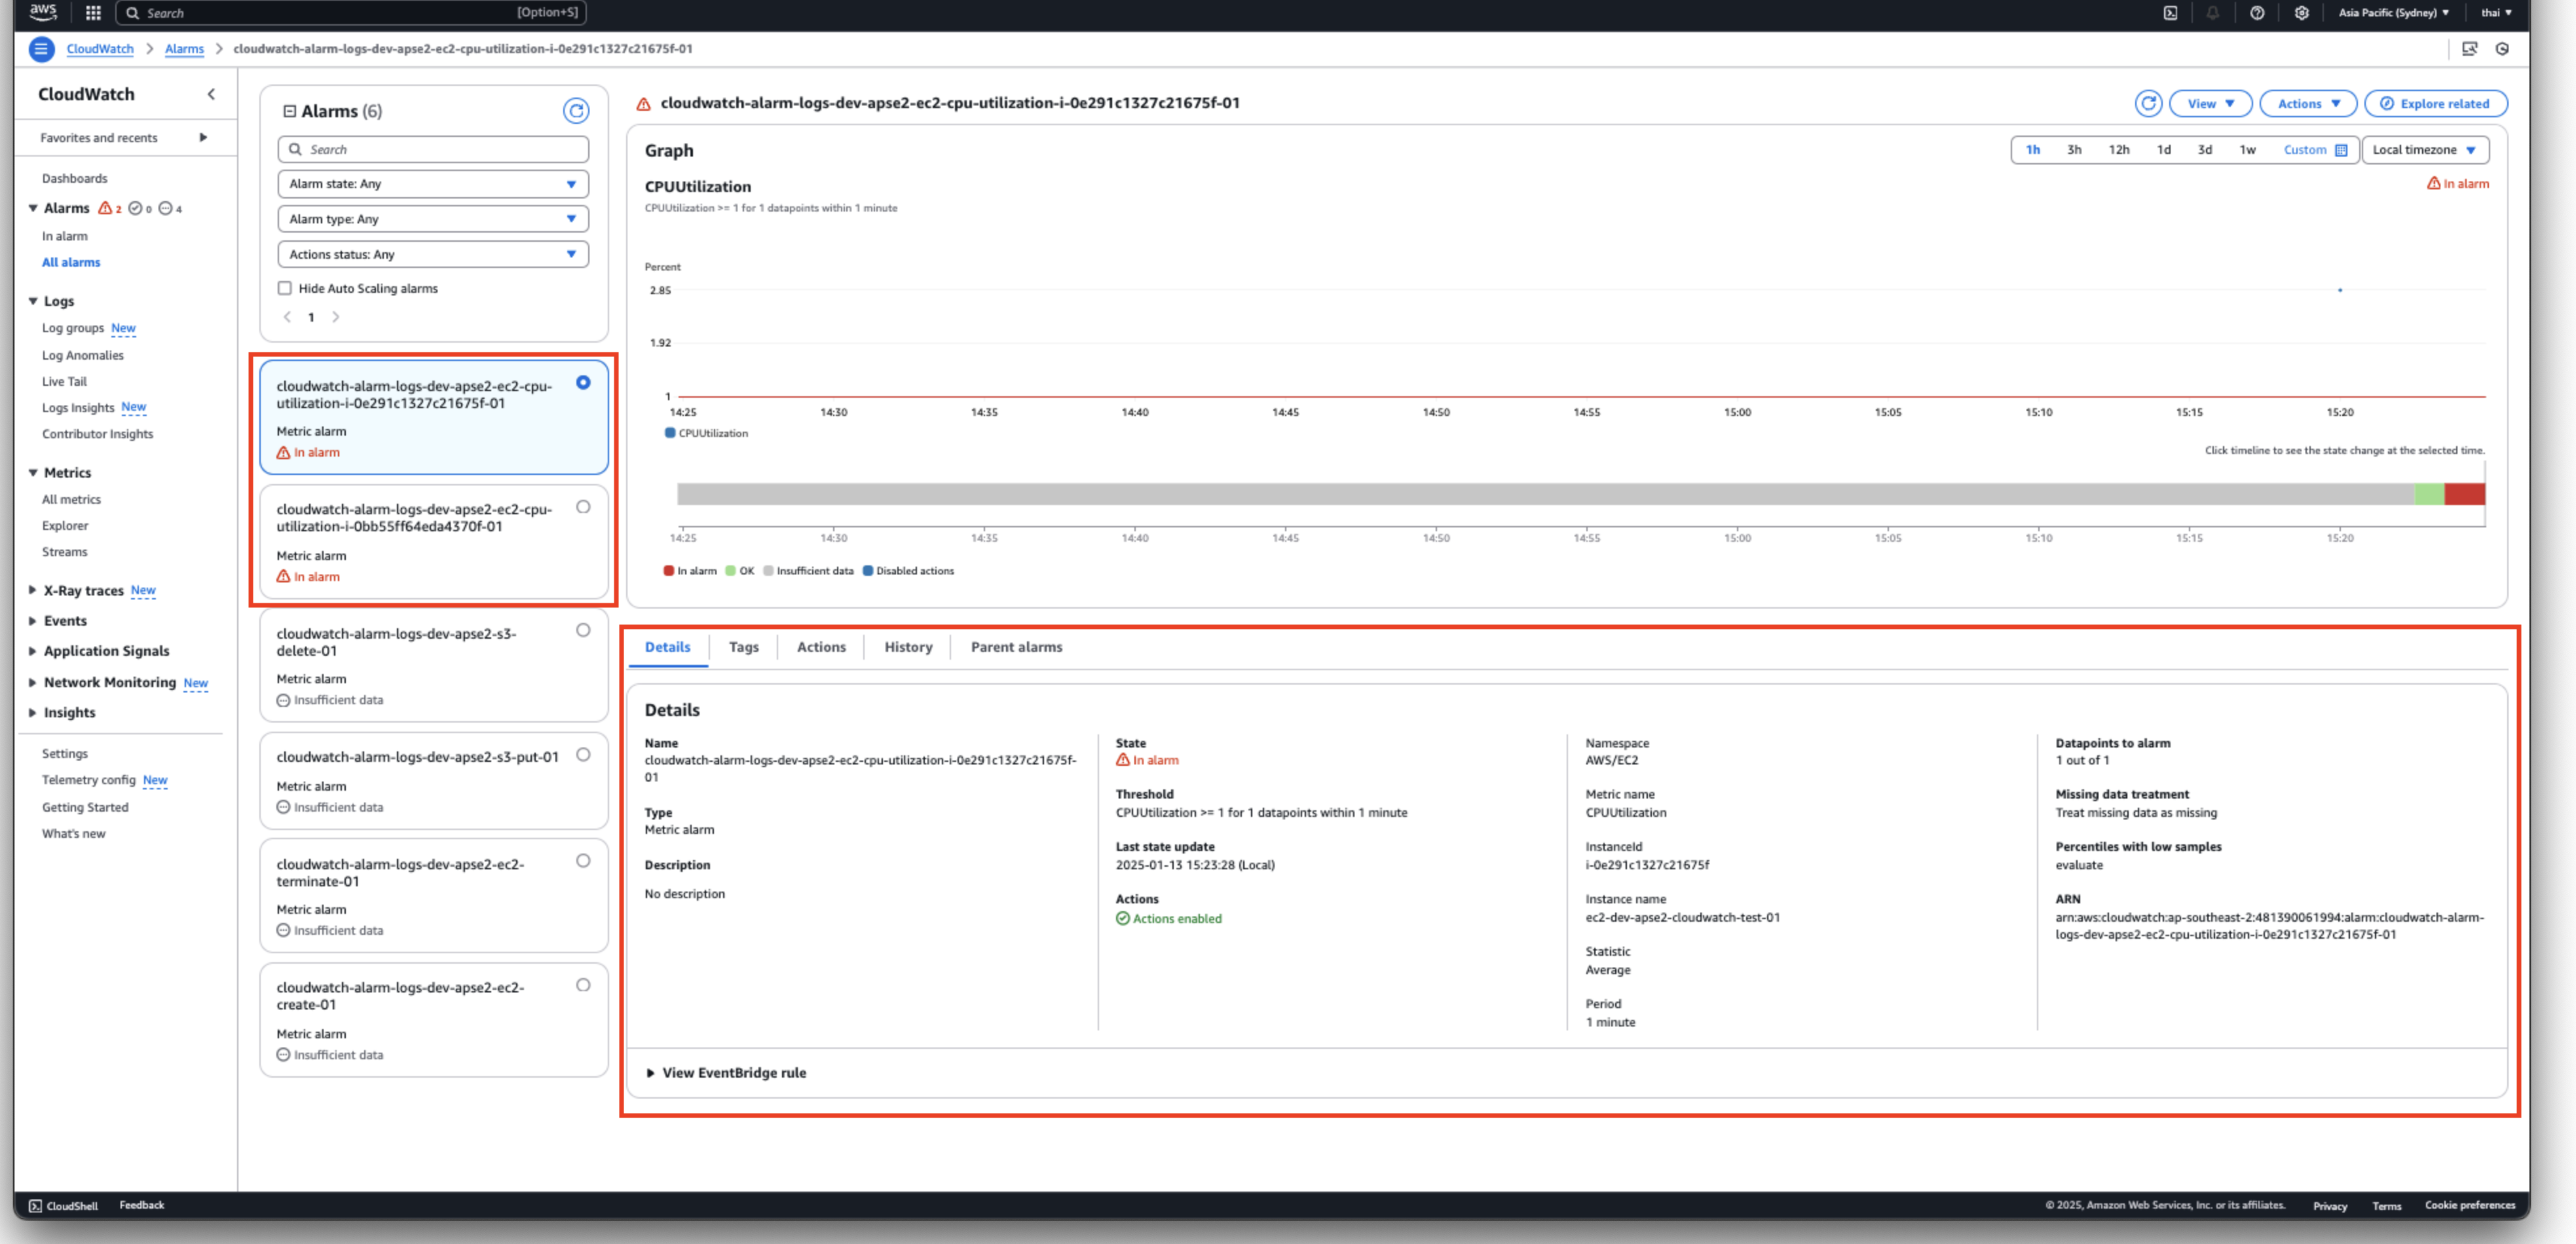 aws
Search
[Option+S]
Asia Pacific (Sydney)
thai
CloudWatch
Alarms
cloudwatch-alarm-logs-dev-apse2-ec2-cpu-utilization-i-0e291c1327c21675f-01
CloudWatch
Favorites and recents
Dashboards
Alarms 2 0 4
In alarm
All alarms
Logs
Log groups New
Log Anomalies
Live Tail
Logs Insights New
Contributor Insights
Metrics
All metrics
Explorer
Streams
X-Ray traces New
Events
Application Signals
Network Monitoring New
Insights
Settings
Telemetry config New
Getting Started
What's new
Alarms (6)
Search
Alarm state: Any
Alarm type: Any
Actions status: Any
Hide Auto Scaling alarms
1
cloudwatch-alarm-logs-dev-apse2-ec2-cpu-
utilization-i-0e291c1327c21675f-01
Metric alarm
In alarm
cloudwatch-alarm-logs-dev-apse2-ec2-cpu-
utilization-i-0bb55ff64eda4370f-01
Metric alarm
In alarm
cloudwatch-alarm-logs-dev-apse2-s3-
delete-01
Metric alarm
Insufficient data
cloudwatch-alarm-logs-dev-apse2-s3-put-01
Metric alarm
Insufficient data
cloudwatch-alarm-logs-dev-apse2-ec2-
terminate-01
Metric alarm
Insufficient data
cloudwatch-alarm-logs-dev-apse2-ec2-
create-01
Metric alarm
Insufficient data
cloudwatch-alarm-logs-dev-apse2-ec2-cpu-utilization-i-0e291c1327c21675f-01
View
Actions
Explore related
Graph
1h 3h 12h 1d 3d 1w Custom
Local timezone
CPUUtilization
In alarm
CPUUtilization >= 1 for 1 datapoints within 1 minute
Percent
2.85
1.92
1
14:25 14:30 14:35 14:40 14:45 14:50 14:55 15:00 15:05 15:10 15:15 15:20
CPUUtilization
Click timeline to see the state change at the selected time.
14:25 14:30 14:35 14:40 14:45 14:50 14:55 15:00 15:05 15:10 15:15 15:20
In alarm OK Insufficient data Disabled actions
Details Tags Actions History Parent alarms
Details
Name
cloudwatch-alarm-logs-dev-apse2-ec2-cpu-utilization-i-0e291c1327c21675f-
01
Type
Metric alarm
Description
No description
State
In alarm
Threshold
CPUUtilization >= 1 for 1 datapoints within 1 minute
Last state update
2025-01-13 15:23:28 (Local)
Actions
Actions enabled
Namespace
AWS/EC2
Metric name
CPUUtilization
InstanceId
i-0e291c1327c21675f
Instance name
ec2-dev-apse2-cloudwatch-test-01
Statistic
Average
Period
1 minute
Datapoints to alarm
1 out of 1
Missing data treatment
Treat missing data as missing
Percentiles with low samples
evaluate
ARN
arn:aws:cloudwatch:ap-southeast-2:481390061994:alarm:cloudwatch-alarm-
logs-dev-apse2-ec2-cpu-utilization-i-0e291c1327c21675f-01
View EventBridge rule
CloudShell
Feedback
© 2025, Amazon Web Services, Inc. or its affiliates.
Privacy
Terms
Cookie preferences